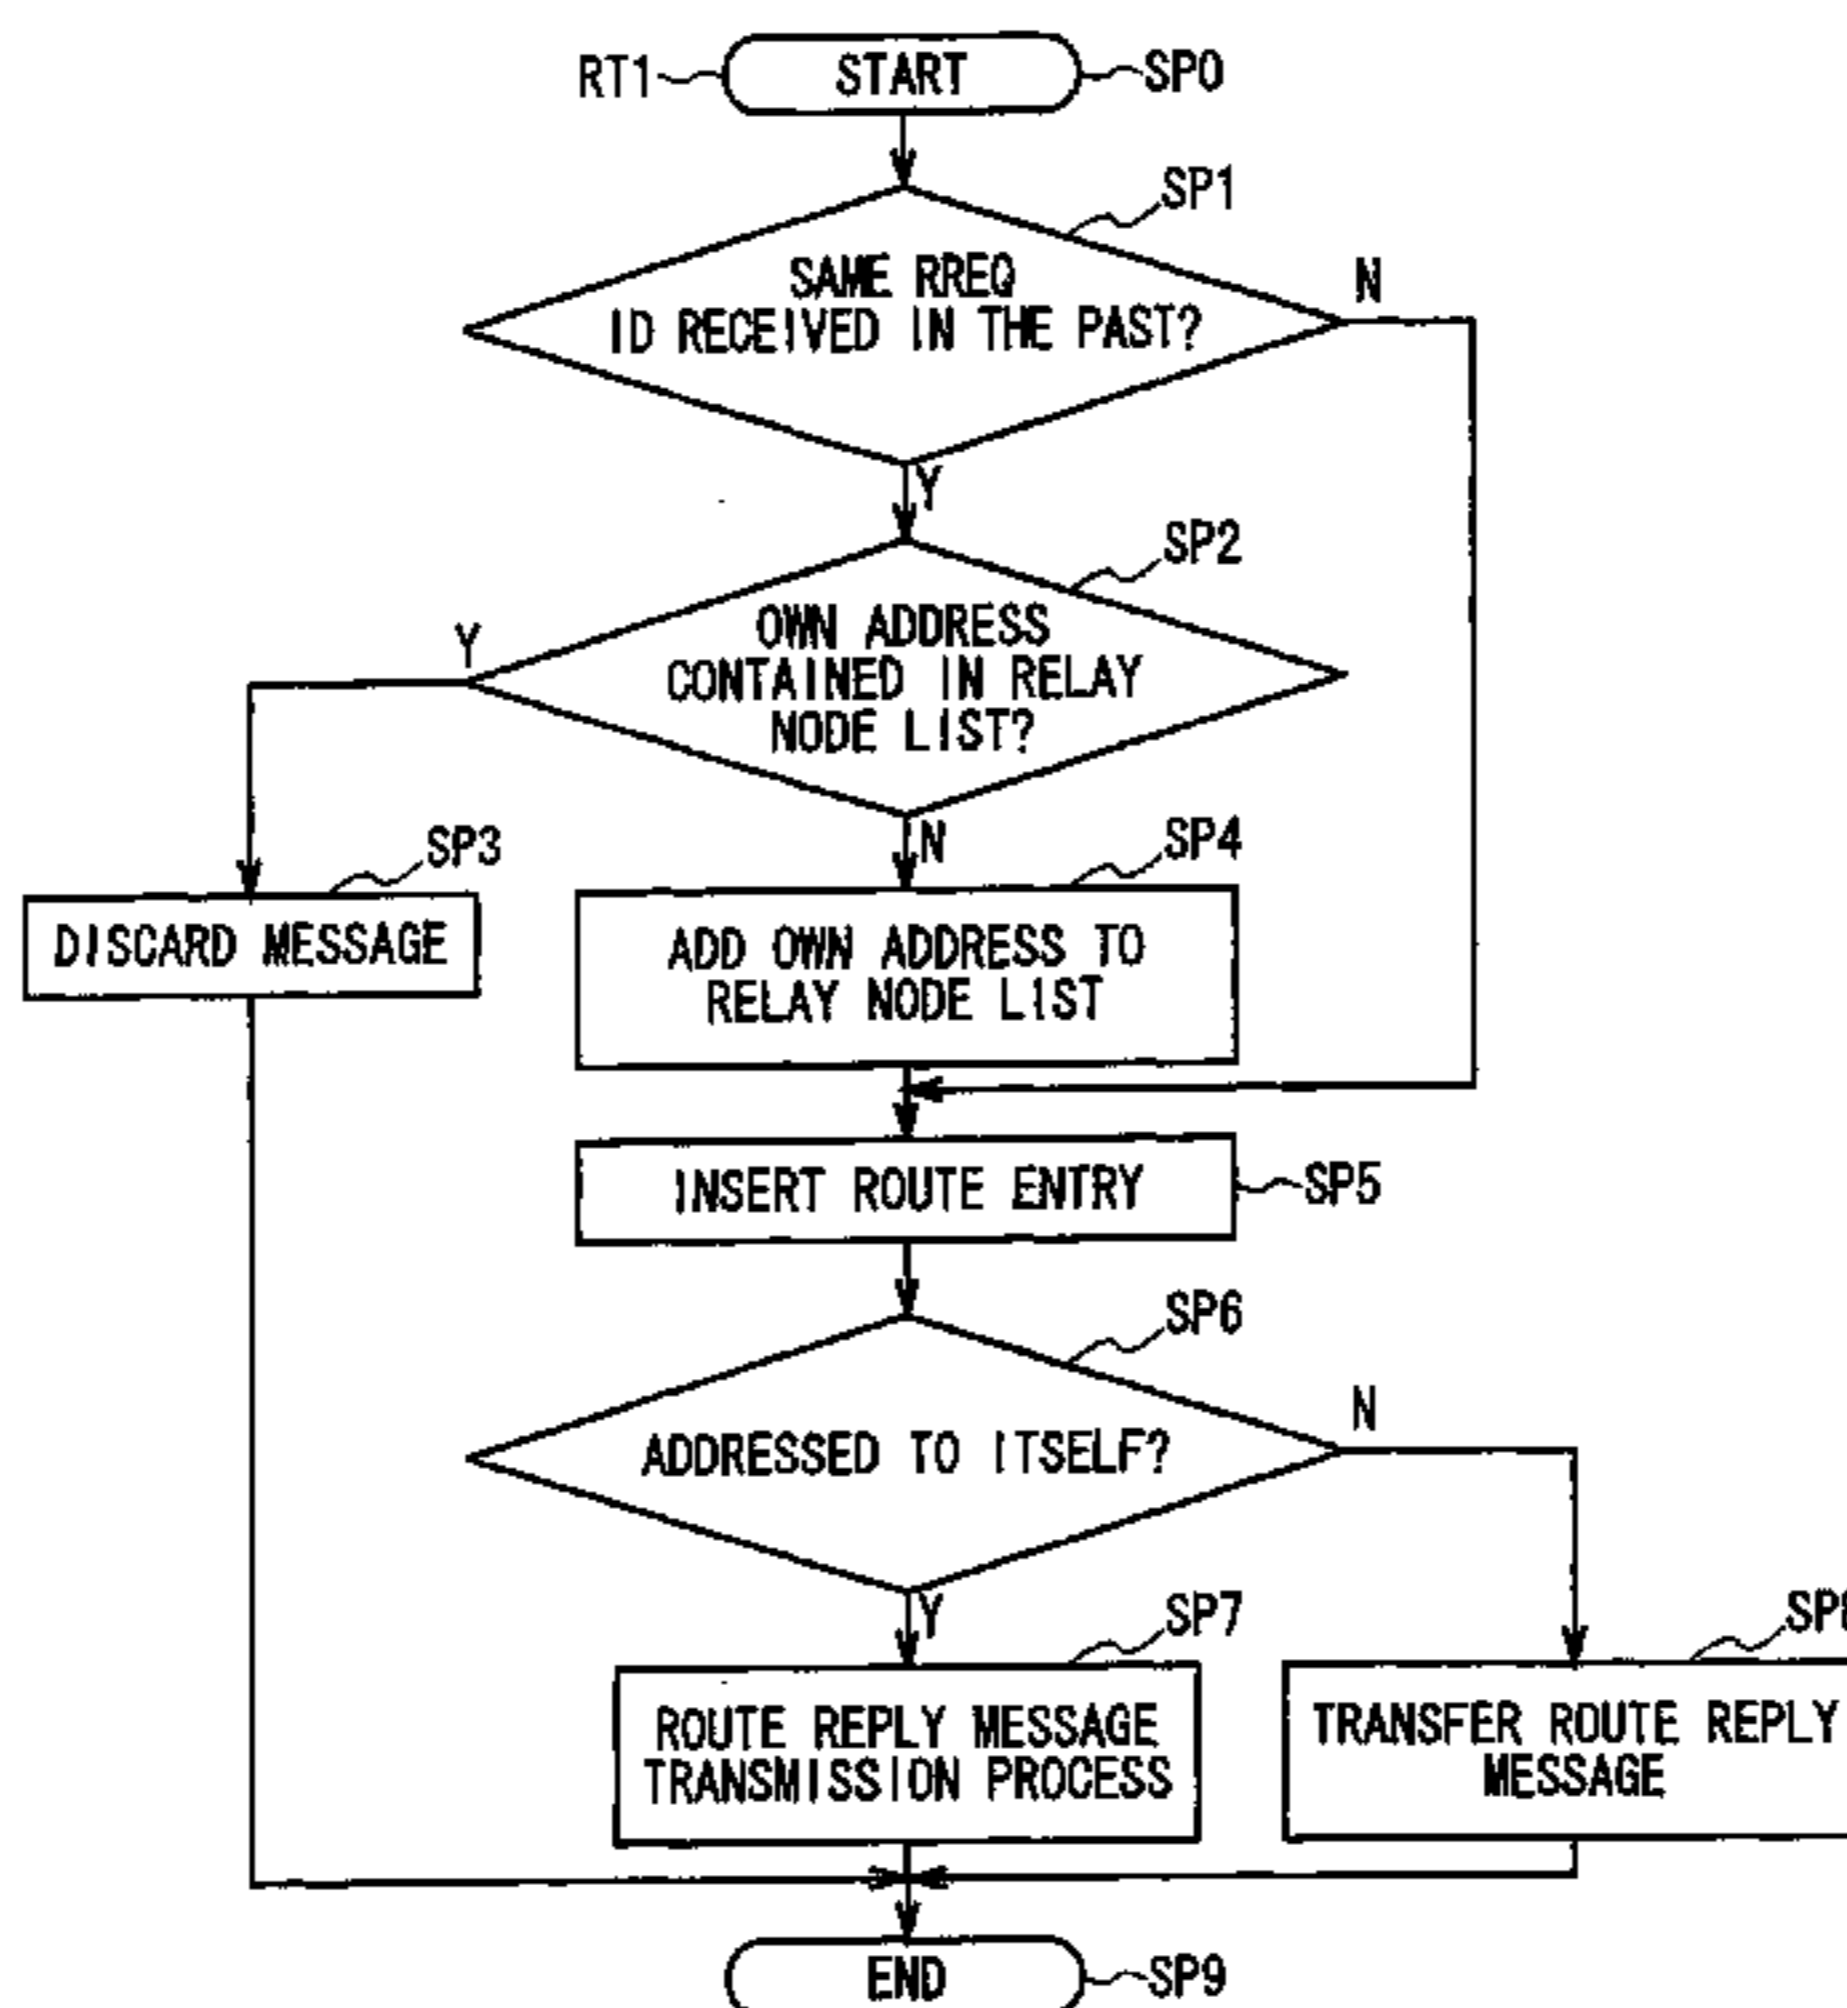 RT1
START
SP0
SP1
SAME RREQ
ID RECEIVED IN THE PAST?
N
Y
SP2
OWN ADDRESS
CONTAINED IN RELAY
NODE LIST?
Y
N
SP3
DISCARD MESSAGE
SP4
ADD OWN ADDRESS TO
RELAY NODE LIST
INSERT ROUTE ENTRY
SP5
SP6
ADDRESSED TO ITSELF?
N
Y
SP7
ROUTE REPLY MESSAGE
TRANSMISSION PROCESS
SP8
TRANSFER ROUTE REPLY
MESSAGE
END
SP9